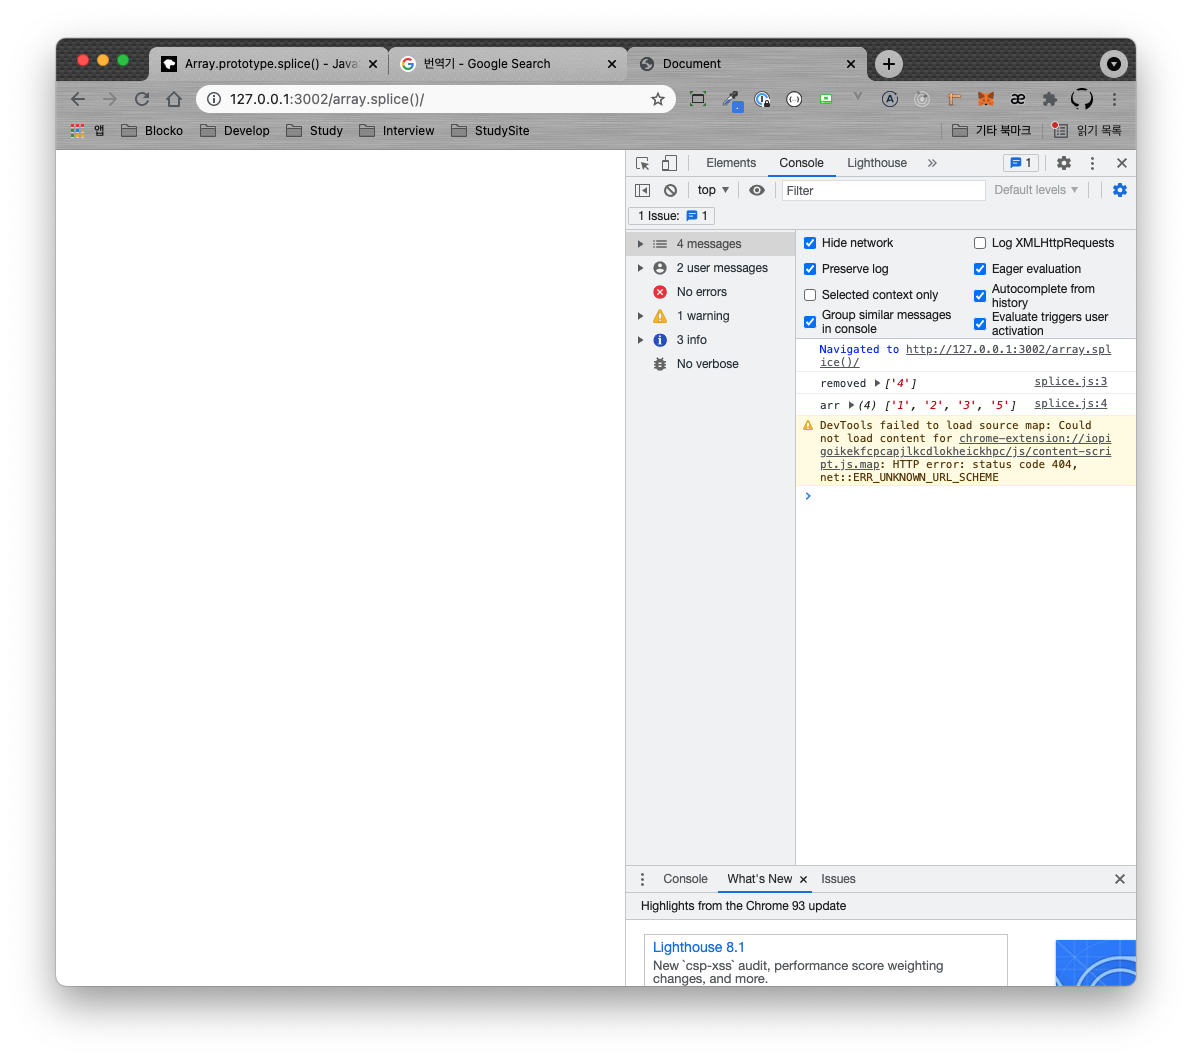 Array.prototype.splice() - Java
번역기 - Google Search
Document
127.0.0.1:3002/array.splice()/
앱
Blocko
Develop
Study
Interview
StudySite
기타 북마크
읽기 목록
Elements
Console
Lighthouse
1
top
Filter
Default levels
1 Issue:
1
4 messages
2 user messages
No errors
1 warning
3 info
No verbose
Hide network
Log XMLHttpRequests
Preserve log
Eager evaluation
Selected context only
Autocomplete from
history
Group similar messages
in console
Evaluate triggers user
activation
Navigated to http://127.0.0.1:3002/array.spl
ice()/
removed ▶ ['4'] splice.js:3
arr ▶ (4) ['1', '2', '3', '5'] splice.js:4
DevTools failed to load source map: Could
not load content for chrome-extension://iopi
goikekfcpcapjlkcdlokheickhpc/js/content-scri
pt.js.map: HTTP error: status code 404,
net::ERR_UNKNOWN_URL_SCHEME
Console
What's New
Issues
Highlights from the Chrome 93 update
Lighthouse 8.1
New `csp-xss` audit, performance score weighting
changes, and more.